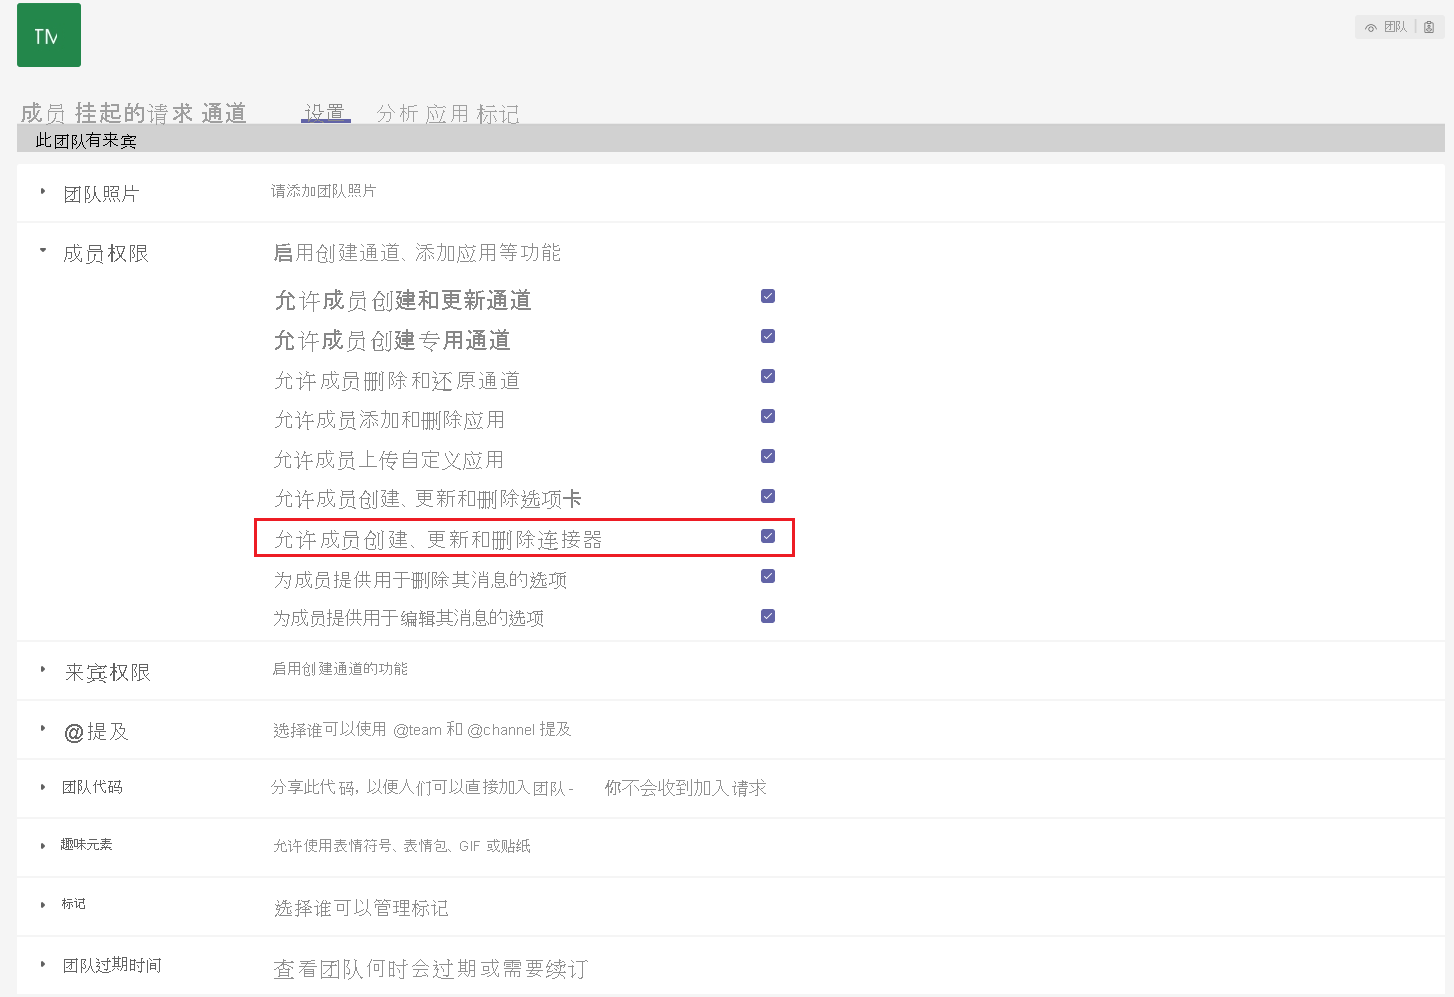 TM
团队
成员 挂起的请求 通道 设置 分析 应用 标记
此团队有来宾
团队照片 请添加团队照片
成员权限 启用创建通道、添加应用等功能
允许成员创建和更新通道
允许成员创建专用通道
允许成员删除和还原通道
允许成员添加和删除应用
允许成员上传自定义应用
允许成员创建、更新和删除选项卡
允许成员创建、更新和删除连接器
为成员提供用于删除其消息的选项
为成员提供用于编辑其消息的选项
来宾权限 启用创建通道的功能
@提及 选择谁可以使用 @team 和 @channel 提及
团队代码 分享此代码, 以便人们可以直接加入团队 - 你不会收到加入请求
趣味元素 允许使用表情符号、表情包、GIF 或贴纸
标记 选择谁可以管理标记
团队过期时间 查看团队何时会过期或需要续订